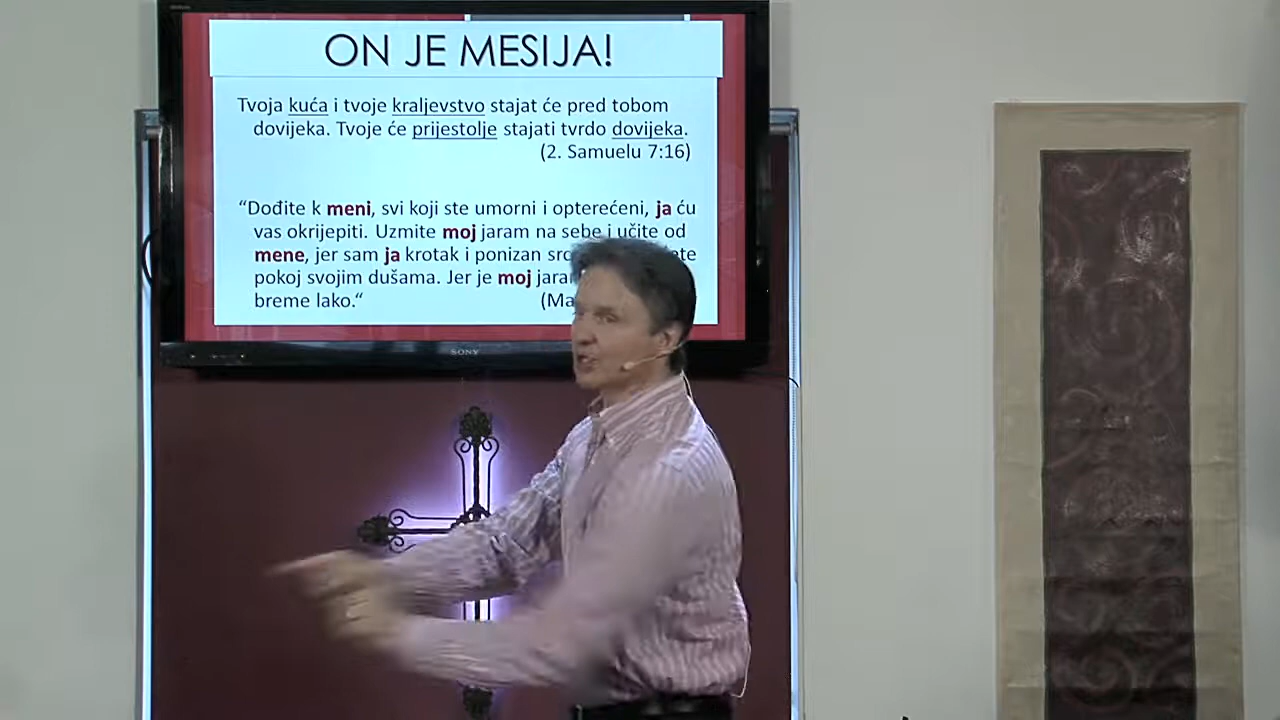 ON JE MESIJA!
Tvoja kuća i tvoje kraljevstvo stajat će pred tobom
dovijeka. Tvoje će prijestolje stajati tvrdo dovijeka.
(2. Samuelu 7:16)
“Dođite k meni, svi koji ste umorni i opterećeni, ja ću
vas okrijepiti. Uzmite moj jaram na sebe i učite od
mene, jer sam ja krotak i ponizan
pokoj svojim dušama. Jer je moj
breme lako.“
SONY